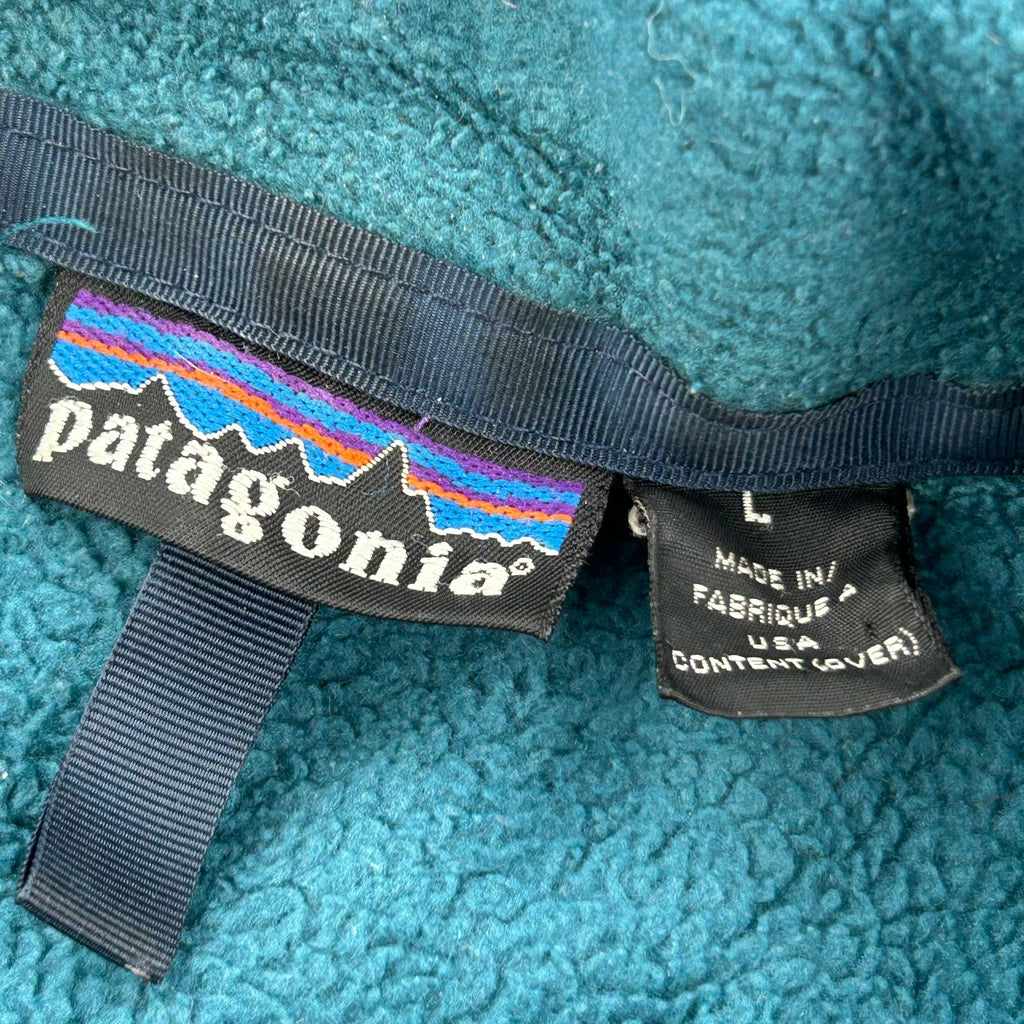 patagonia®
L
MADE IN/
FABRIQUE
USA
CONTENT (OVER)